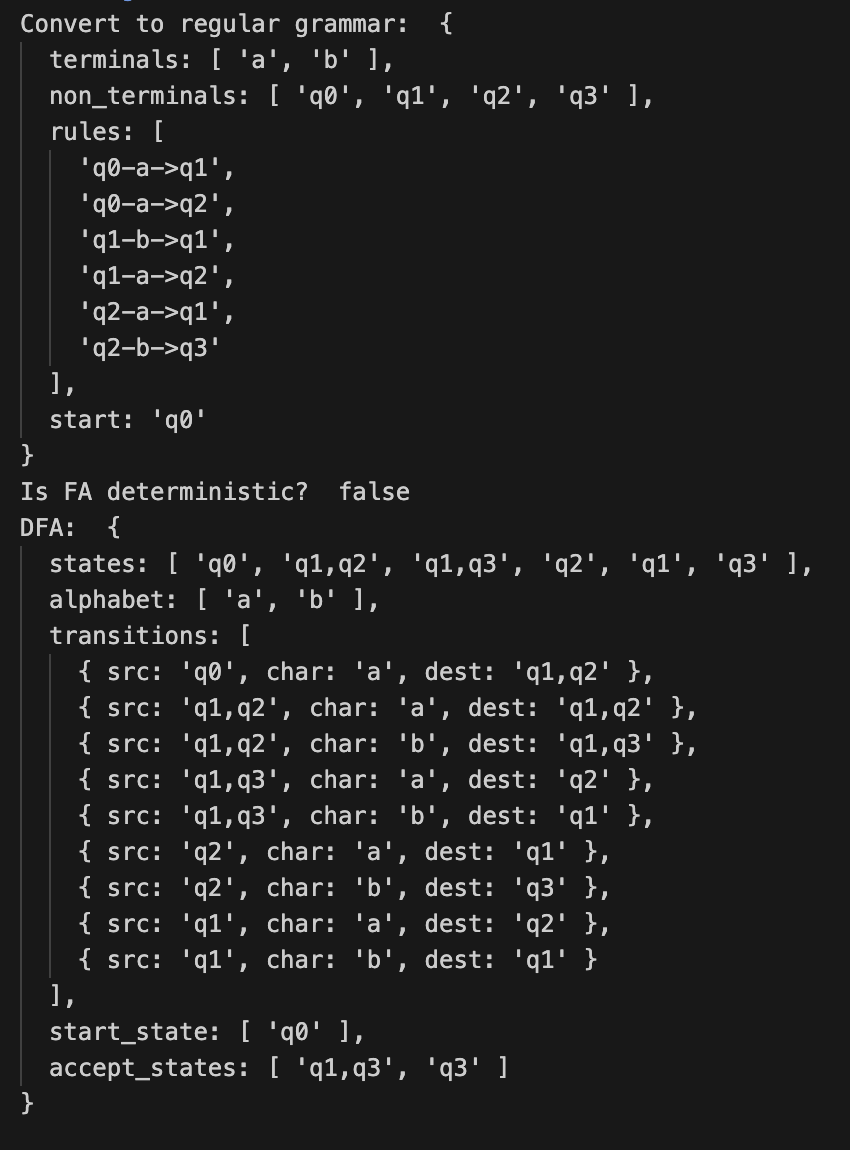 Convert to regular grammar:  {
  terminals: [ 'a', 'b' ],
  non_terminals: [ 'q0', 'q1', 'q2', 'q3' ],
  rules: [
    'q0-a->q1',
    'q0-a->q2',
    'q1-b->q1',
    'q1-a->q2',
    'q2-a->q1',
    'q2-b->q3'
  ],
  start: 'q0'
}
Is FA deterministic?  false
DFA:  {
  states: [ 'q0', 'q1,q2', 'q1,q3', 'q2', 'q1', 'q3' ],
  alphabet: [ 'a', 'b' ],
  transitions: [
    { src: 'q0', char: 'a', dest: 'q1,q2' },
    { src: 'q1,q2', char: 'a', dest: 'q1,q2' },
    { src: 'q1,q2', char: 'b', dest: 'q1,q3' },
    { src: 'q1,q3', char: 'a', dest: 'q2' },
    { src: 'q1,q3', char: 'b', dest: 'q1' },
    { src: 'q2', char: 'a', dest: 'q1' },
    { src: 'q2', char: 'b', dest: 'q3' },
    { src: 'q1', char: 'a', dest: 'q2' },
    { src: 'q1', char: 'b', dest: 'q1' }
  ],
  start_state: [ 'q0' ],
  accept_states: [ 'q1,q3', 'q3' ]
}